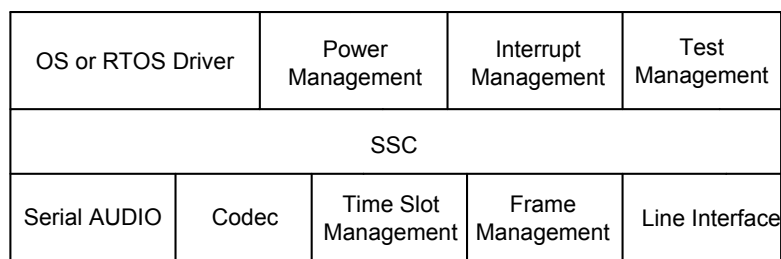 OS or RTOS Driver
Power
Management
Interrupt
Management
Test
Management
SSC
Serial AUDIO
Codec
Time Slot
Management
Frame
Management
Line Interface